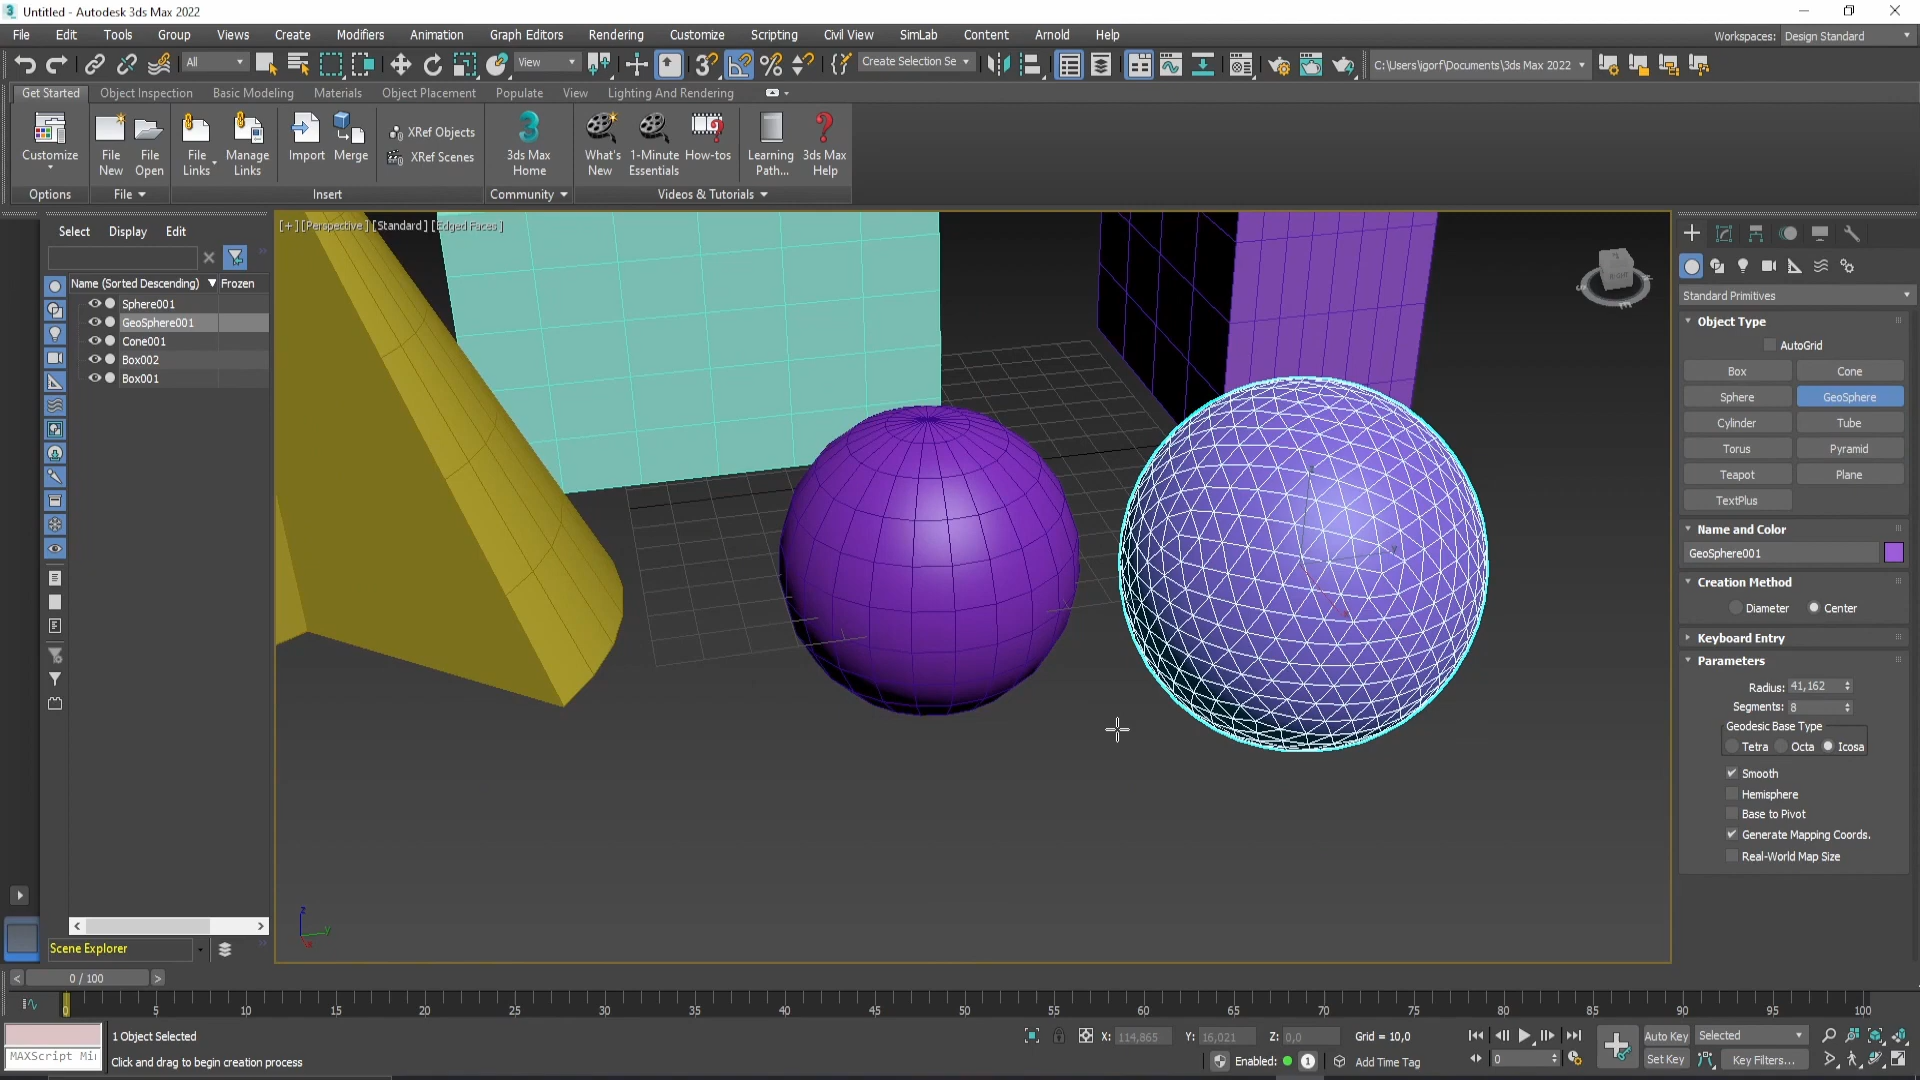 Untitled - Autodesk 3ds Max 2022
File Edit Tools Group Views Create Modifiers Animation Graph Editors Rendering Customize Scripting Civil View SimLab Content Arnold Help Workspaces: Design Standard
All View Create Selection Se C:\Users\igorf\Documents\3ds Max 2022
Get Started Object Inspection Basic Modeling Materials Object Placement Populate View Lighting And Rendering
Customize File New File Open File Links Manage Links Import Merge XRef Objects XRef Scenes 3ds Max Home What's New 1-Minute Essentials How-tos Learning Path... 3ds Max Help
Options File Insert Community Videos & Tutorials
Select Display Edit
[+] [Perspective] [Standard] [Edged Faces]
Name (Sorted Descending) Frozen
Sphere001
GeoSphere001
Cone001
Box002
Box001
Standard Primitives
Object Type
AutoGrid
Box Cone
Sphere GeoSphere
Cylinder Tube
Torus Pyramid
Teapot Plane
TextPlus
Name and Color
GeoSphere001
Creation Method
Diameter Center
Keyboard Entry
Parameters
Radius: 41,162
Segments: 8
Geodesic Base Type
Tetra Octa Icosa
Smooth
Hemisphere
Base to Pivot
Generate Mapping Coords.
Real-World Map Size
Scene Explorer
< 0 / 100 >
0 5 10 15 20 25 30 35 40 45 50 55 60 65 70 75 80 85 90 95 100
1 Object Selected X: 114,865 Y: 16,021 Z: 0,0 Grid = 10,0 Auto Key Selected
MAXScript Mi Click and drag to begin creation process Enabled: 1 Add Time Tag 0 Set Key Key Filters...